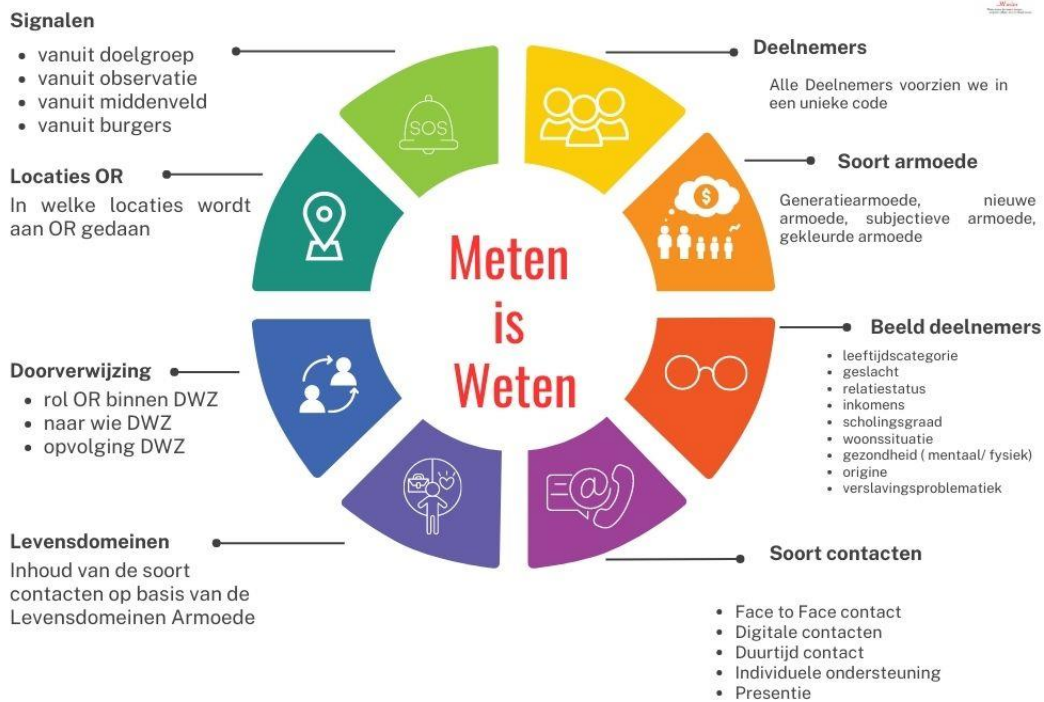 Signalen
• vanuit doelgroep
• vanuit observatie
• vanuit middenveld
• vanuit burgers
SOS
Deelnemers
Alle Deelnemers voorzien we in
een unieke code
Locaties OR
In welke locaties wordt
aan OR gedaan
Soort armoede
Generatiearmoede, nieuwe
armoede, subjectieve armoede,
gekleurde armoede
$
Meten
is
Weten
Doorverwijzing
• rol OR binnen DWZ
• naar wie DWZ
• opvolging DWZ
Beeld deelnemers
• leeftijdscategorie
• geslacht
• relatiestatus
• inkomens
• scholingsgraad
• woonssituatie
• gezondheid ( mentaal/ fysiek)
• origine
• verslavingsproblematiek
@
Levensdomeinen
Inhoud van de soort
contacten op basis van de
Levensdomeinen Armoede
Soort contacten
• Face to Face contact
• Digitale contacten
• Duurtijd contact
• Individuele ondersteuning
• Presentie